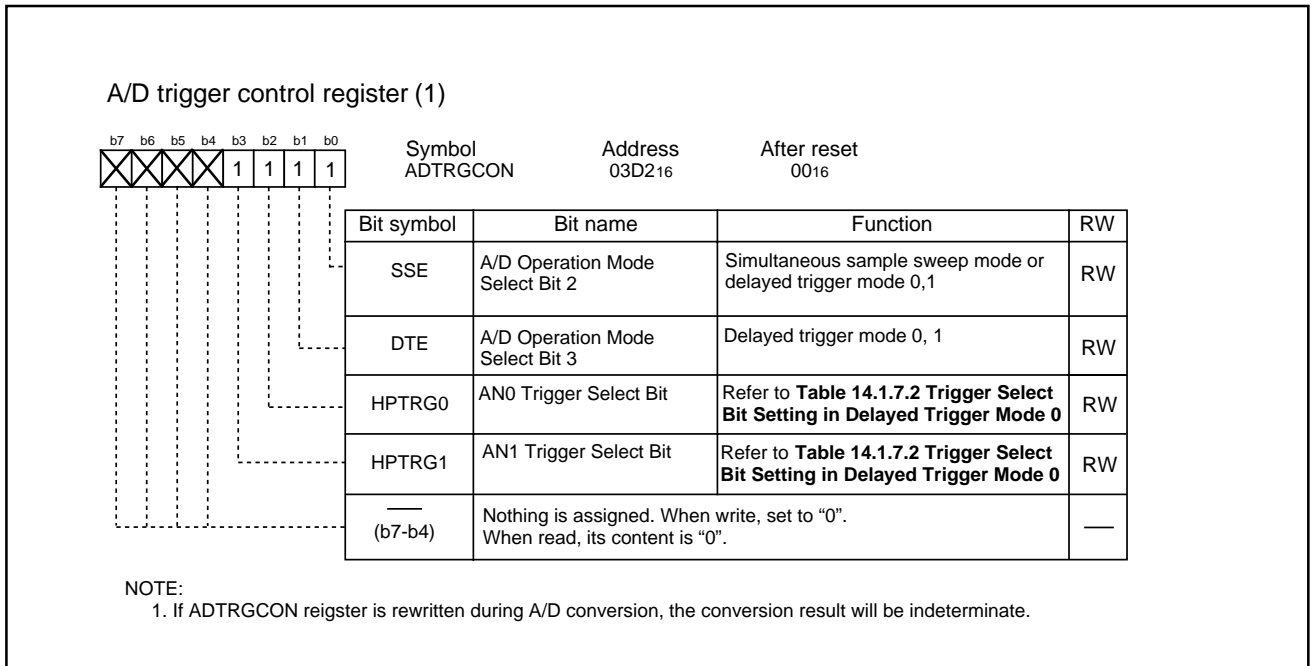 A/D trigger control register (1)
b7 b6 b5 b4 b3 b2 b1 b0
1 1 1 1
Symbol Address After reset
ADTRGCON 03D216 0016
Bit symbol Bit name Function RW
SSE A/D Operation Mode Select Bit 2 Simultaneous sample sweep mode or delayed trigger mode 0,1 RW
DTE A/D Operation Mode Select Bit 3 Delayed trigger mode 0, 1 RW
HPTRG0 AN0 Trigger Select Bit Refer to Table 14.1.7.2 Trigger Select Bit Setting in Delayed Trigger Mode 0 RW
HPTRG1 AN1 Trigger Select Bit Refer to Table 14.1.7.2 Trigger Select Bit Setting in Delayed Trigger Mode 0 RW
(b7-b4) Nothing is assigned. When write, set to “0”. When read, its content is “0”. —
NOTE:
1. If ADTRGCON reigster is rewritten during A/D conversion, the conversion result will be indeterminate.